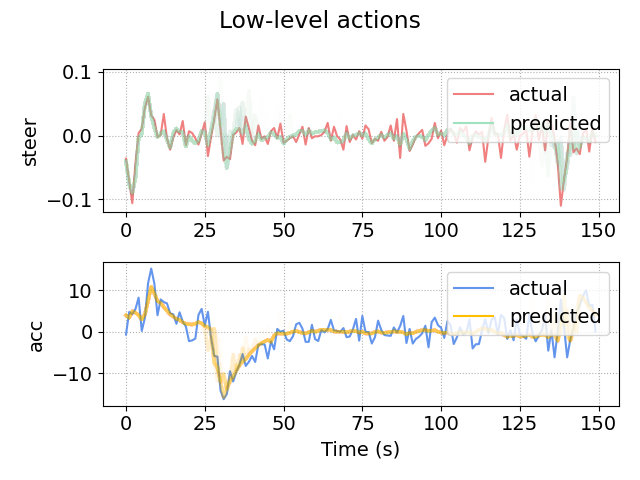 Low-level actions
0.1
0.0
−0.1
steer
actual
predicted
0 25 50 75 100 125 150
10
0
−10
acc
actual
predicted
0 25 50 75 100 125 150
Time (s)